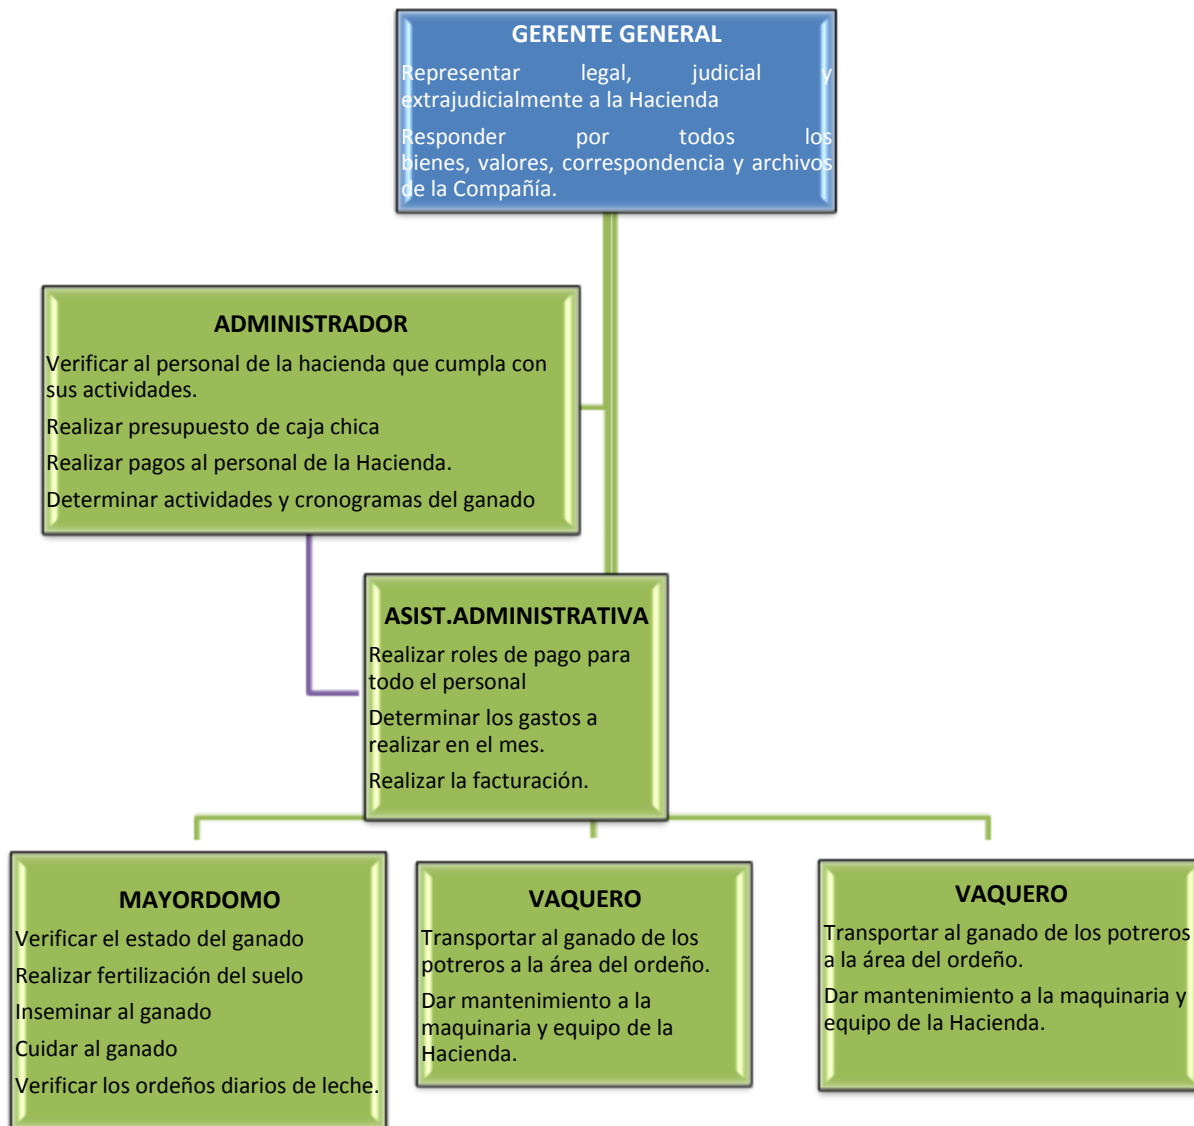 GERENTE GENERAL
Representar legal, judicial y
extrajudicialmente a la Hacienda
Responder por todos los
bienes, valores, correspondencia y archivos
de la Compañía.
ADMINISTRADOR
Verificar al personal de la hacienda que cumpla con
sus actividades.
Realizar presupuesto de caja chica
Realizar pagos al personal de la Hacienda.
Determinar actividades y cronogramas del ganado
ASIST.ADMINISTRATIVA
Realizar roles de pago para
todo el personal
Determinar los gastos a
realizar en el mes.
Realizar la facturación.
MAYORDOMO
Verificar el estado del ganado
Realizar fertilización del suelo
Inseminar al ganado
Cuidar al ganado
Verificar los ordeños diarios de leche.
VAQUERO
Transportar al ganado de los
potreros a la área del ordeño.
Dar mantenimiento a la
maquinaria y equipo de la
Hacienda.
VAQUERO
Transportar al ganado de los potreros
a la área del ordeño.
Dar mantenimiento a la maquinaria y
equipo de la Hacienda.